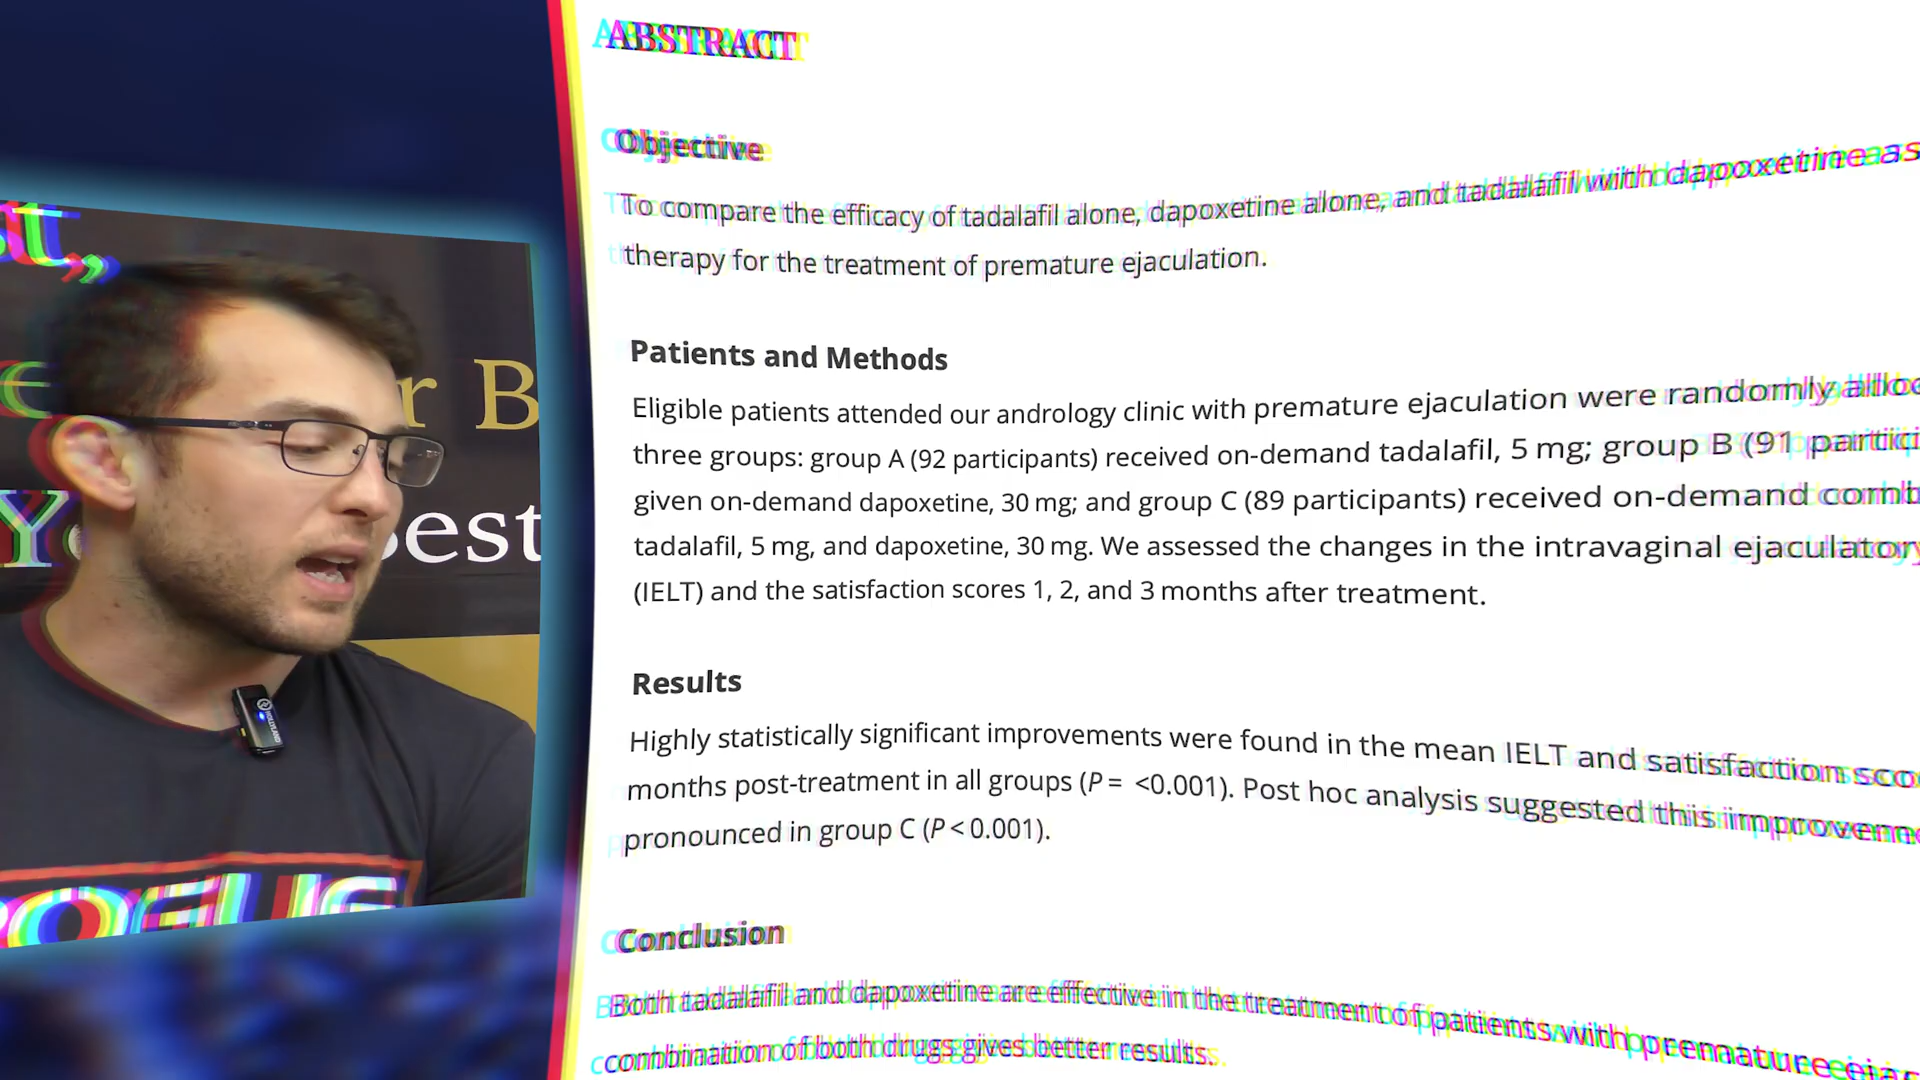 ABSTRACT
Objective
To compare the efficacy of tadalafil alone, dapoxetine alone, and tadalafil with dapoxetine as
therapy for the treatment of premature ejaculation.
Patients and Methods
Eligible patients attended our andrology clinic with premature ejaculation were randomly
three groups: group A (92 participants) received on-demand tadalafil, 5 mg; group B (91
given on-demand dapoxetine, 30 mg; and group C (89 participants) received on-demand
tadalafil, 5 mg, and dapoxetine, 30 mg. We assessed the changes in the intravaginal ejaculatory
(IELT) and the satisfaction scores 1, 2, and 3 months after treatment.
Results
Highly statistically significant improvements were found in the mean IELT and satisfaction
months post-treatment in all groups (P = <0.001). Post hoc analysis suggested this
pronounced in group C (P < 0.001).
Conclusion
Both tadalafil and dapoxetine are effective in the treatment of patients with premature
combination of both drugs gives better results.
t,
e r B
Y est